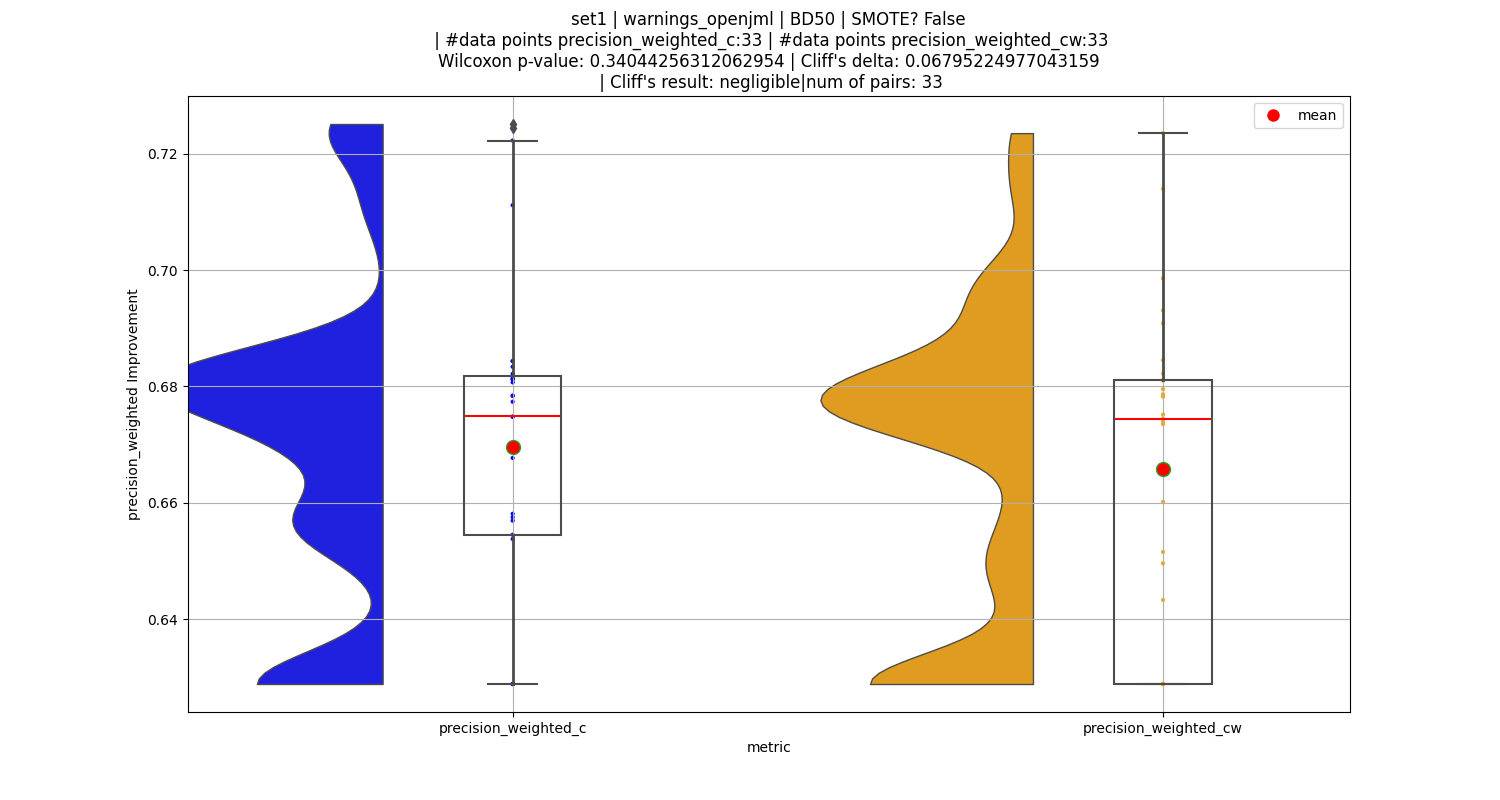 set1 | warnings_openjml | BD50 | SMOTE? False
| #data points precision_weighted_c:33 | #data points precision_weighted_cw:33
Wilcoxon p-value: 0.34044256312062954 | Cliff's delta: 0.06795224977043159
| Cliff's result: negligible|num of pairs: 33
mean
0.72
0.70
0.68
0.66
0.64
precision_weighted Improvement
precision_weighted_c
precision_weighted_cw
metric